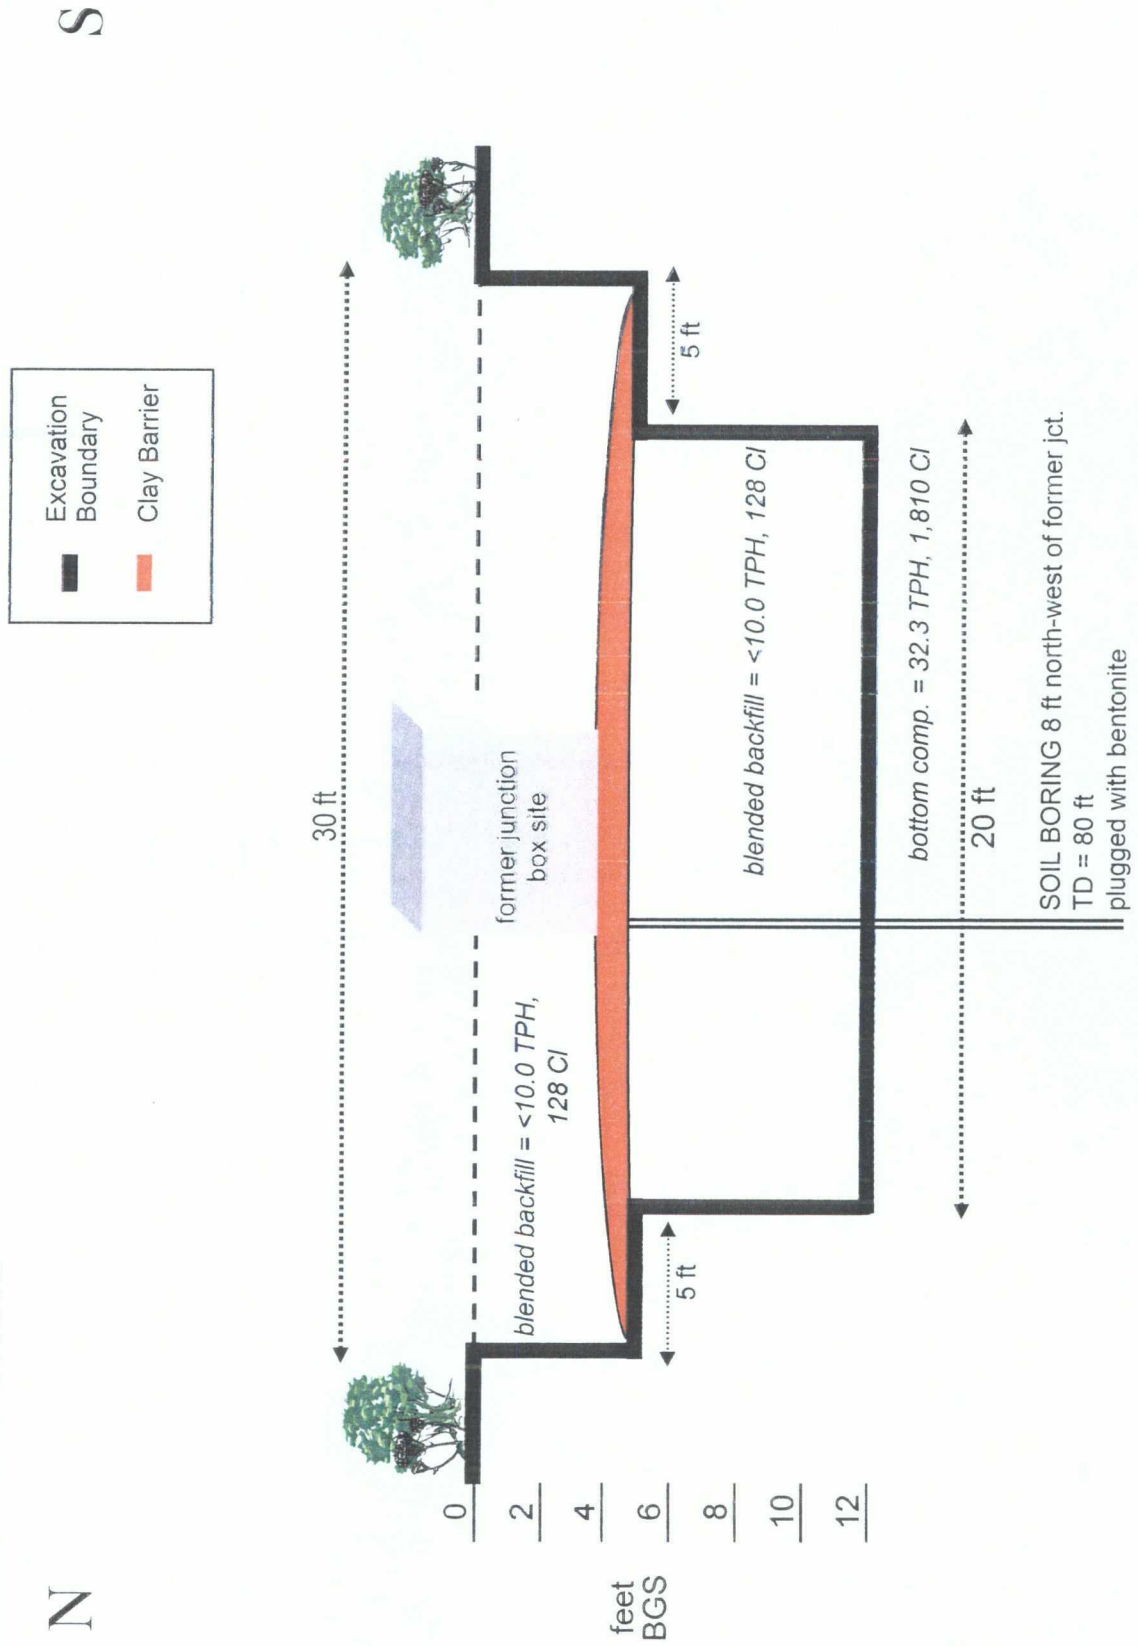 N
S
Excavation
Boundary
Clay Barrier
30 ft
feet
BGS
0
2
4
6
8
10
12
former junction
box site
blended backfill = <10.0 TPH,
128 Cl
5 ft
5 ft
blended backfill = <10.0 TPH, 128 Cl
bottom comp. = 32.3 TPH, 1,810 Cl
20 ft
SOIL BORING 8 ft north-west of former jct.
TD = 80 ft
plugged with bentonite